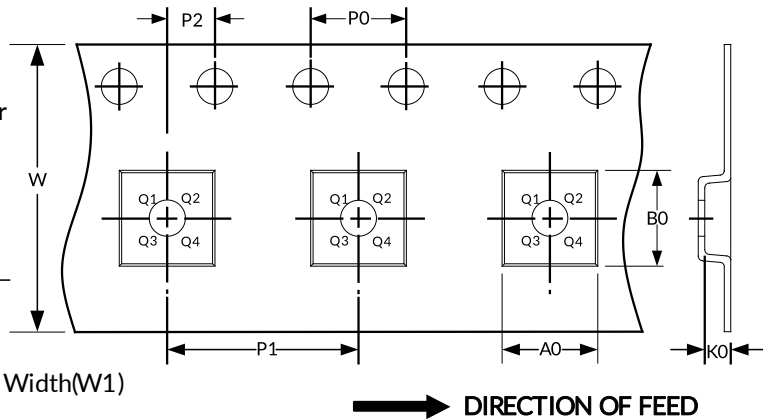 P2
P0
r
W
Q1 Q2
Q1 Q2
Q1 Q2
B0
Q3 Q4
Q3 Q4
Q3 Q4
P1
A0
K0
Width(W1)
DIRECTION OF FEED